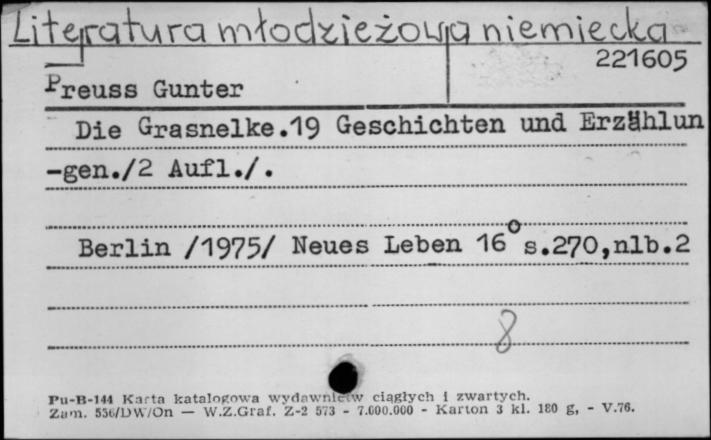 Literatura młodzieżowa niemiecka
221605
Preuss Gunter
Die Grasnelke.19 Geschichten und Erzählun
-gen./2 Aufl./.
Berlin /1975/ Neues Leben 16° s.270,nlb.2
8
Pu-B-144 Karta katalogowa wydawnictw ciągłych i zwartych.
Zam. 556/DW/On — W.Z.Graf. Z-2 573 - 7.000.000 - Karton 3 kl. 180 g, - V.76.